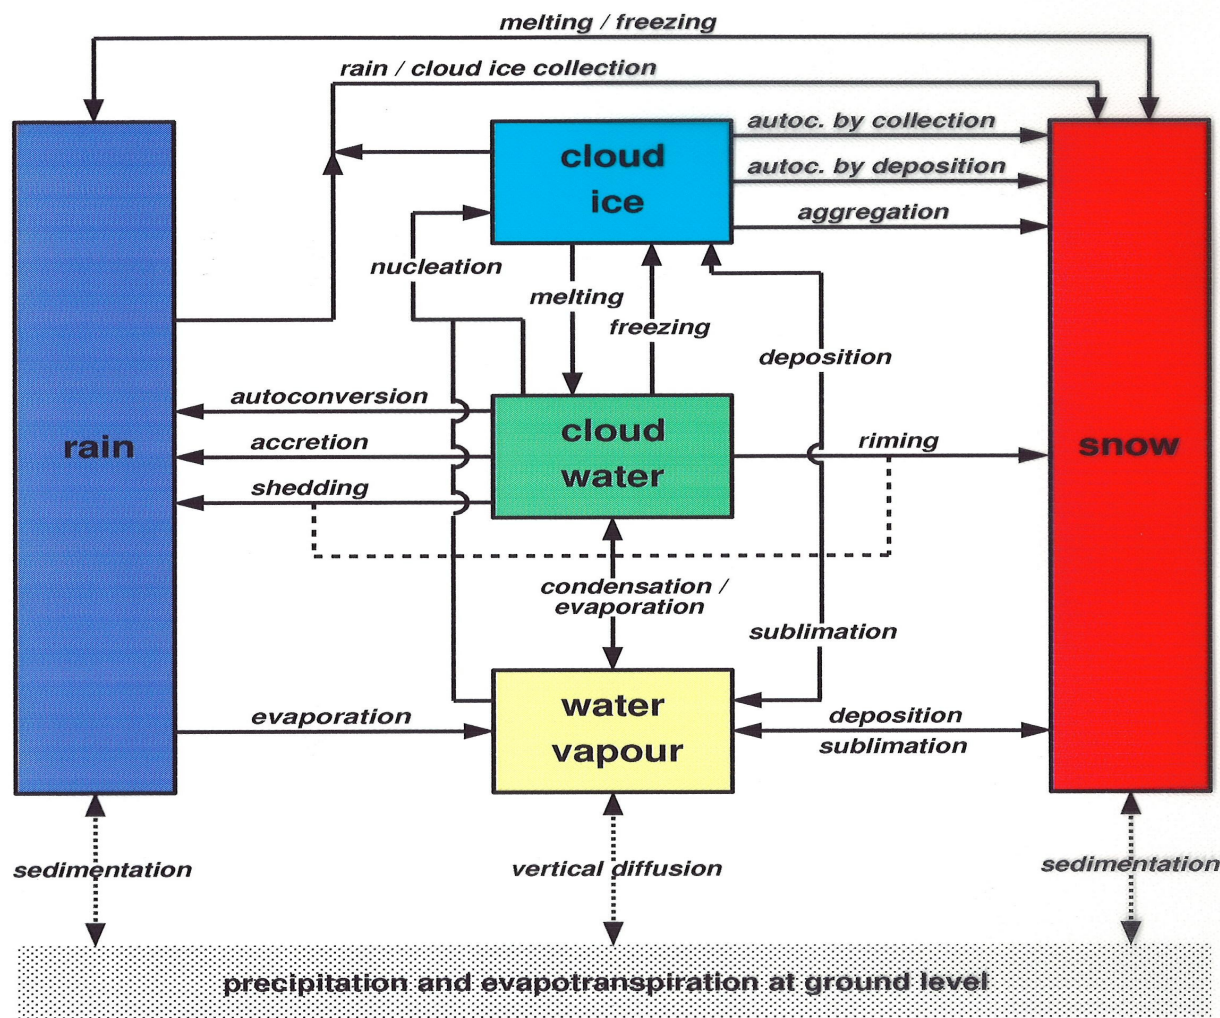 melting / freezing
rain / cloud ice collection
autoc. by collection
cloud
ice
autoc. by deposition
aggregation
nucleation
melting
freezing
deposition
autoconversion
rain
accretion
cloud
water
riming
snow
shedding
condensation /
evaporation
sublimation
evaporation
water
vapour
deposition
sublimation
sedimentation
vertical diffusion
sedimentation
precipitation and evapotranspiration at ground level